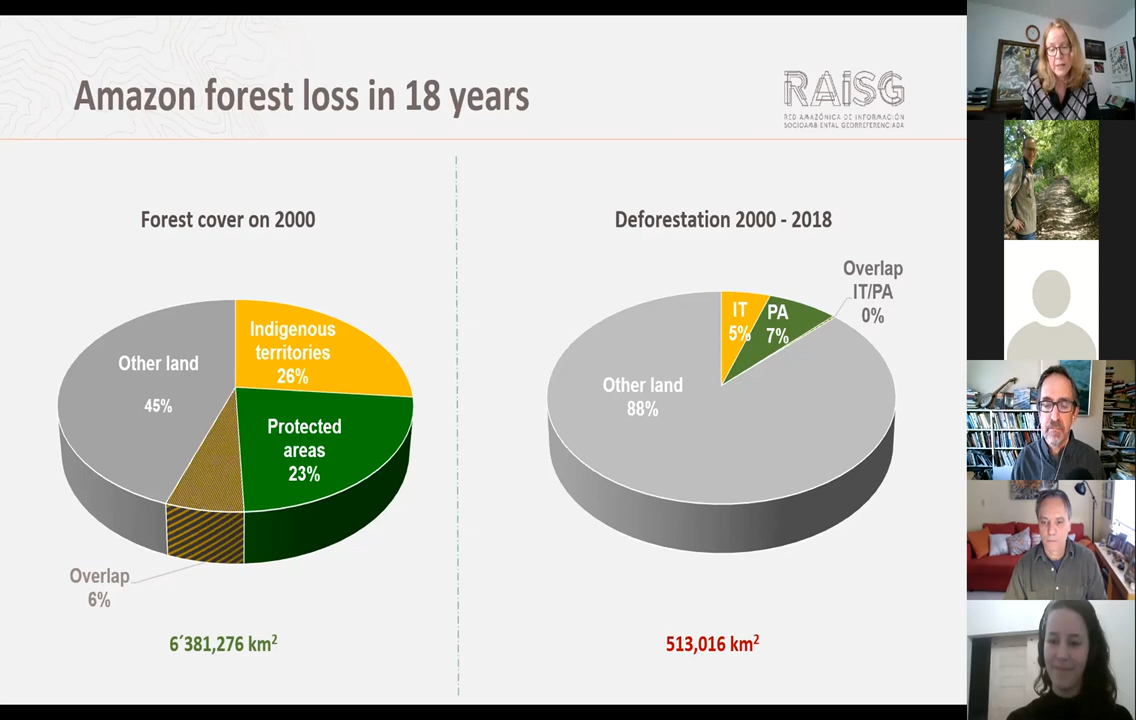 Amazon forest loss in 18 years
RAISG
RED AMAZÓNICA DE INFORMACIÓN
SOCIOAMBIENTAL GEORREFERENCIADA
Forest cover on 2000
Indigenous
territories
26%
Other land
45%
Protected
areas
23%
Overlap
6%
6´381,276 km²
Deforestation 2000 - 2018
Overlap
IT/PA
0%
IT
5%
PA
7%
Other land
88%
513,016 km²